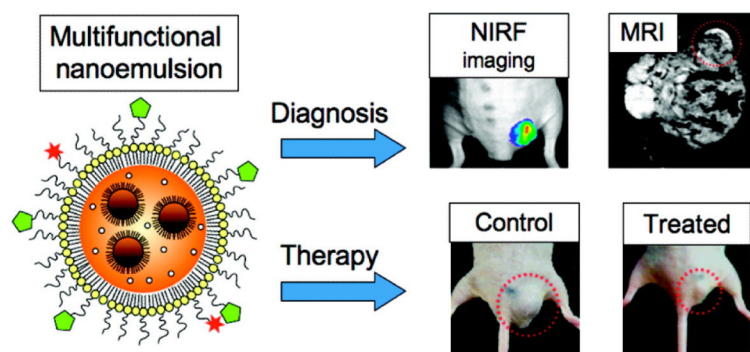 Multifunctional
nanoemulsion
Diagnosis
NIRF
imaging
MRI
Therapy
Control
Treated